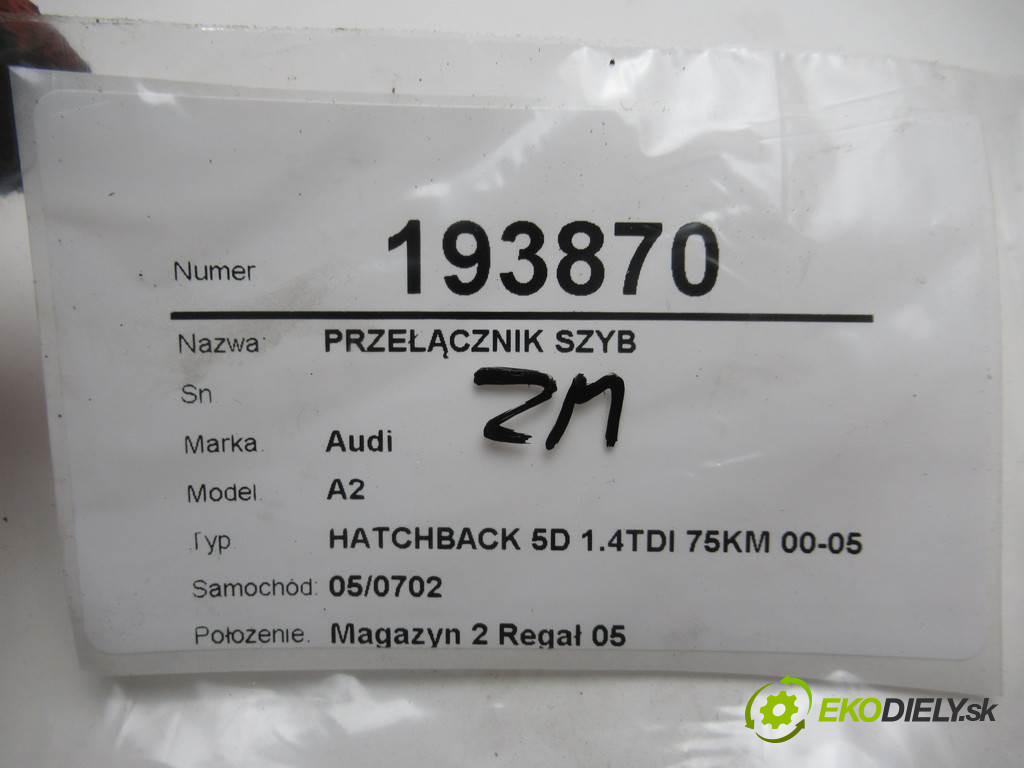 Numer 193870
Nazwa: PRZEŁĄCZNIK SZYB
Sn
ZM
Marka. Audi
Model. A2
Typ HATCHBACK 5D 1.4TDI 75KM 00-05
Samochód: 05/0702
Położenie. Magazyn 2 Regał 05
EKODIELY.sk